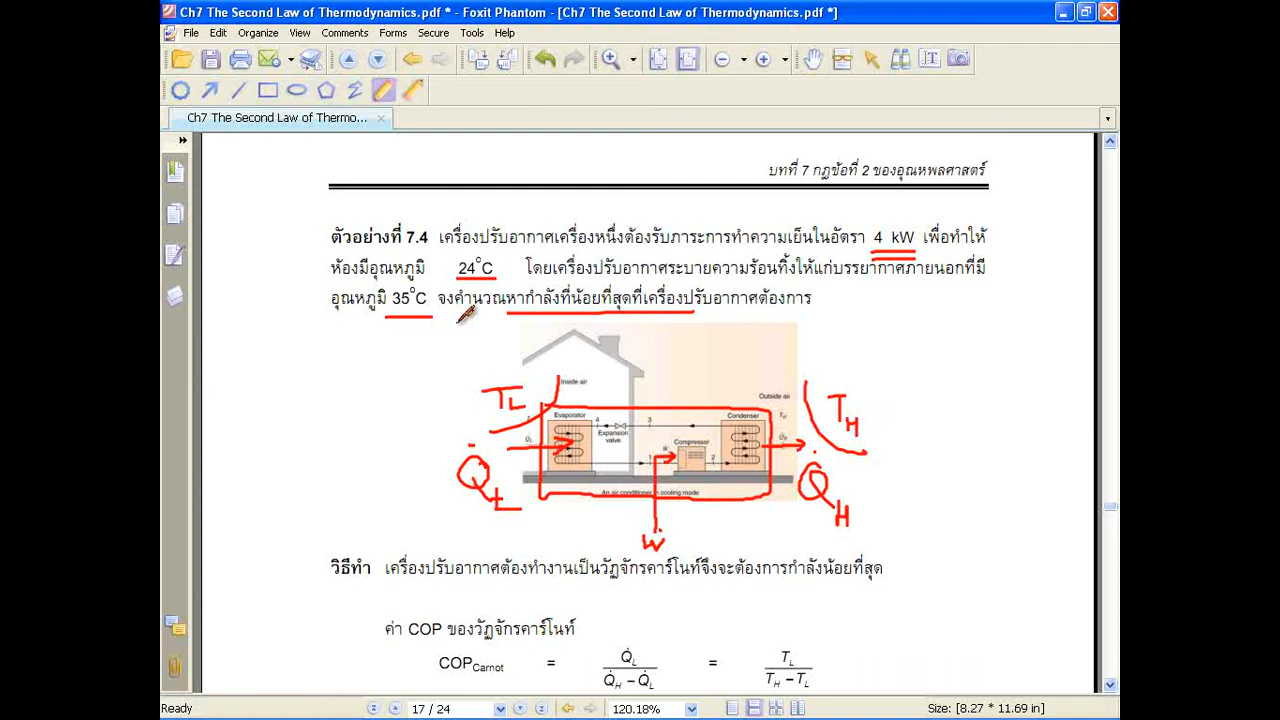 Ch7 The Second Law of Thermodynamics.pdf * - Foxit Phantom - [Ch7 The Second Law of Thermodynamics.pdf *]
File Edit Organize View Comments Forms Secure Tools Help
Ch7 The Second Law of Thermo...
บทที่ 7 กฎข้อที่ 2 ของอุณหพลศาสตร์
ตัวอย่างที่ 7.4 เครื่องปรับอากาศเครื่องหนึ่งต้องรับภาระการทำความเย็นในอัตรา 4 kW เพื่อทำให้
ห้องมีอุณหภูมิ 24°C โดยเครื่องปรับอากาศระบายความร้อนทิ้งให้แก่บรรยากาศภายนอกที่มี
อุณหภูมิ 35°C จงคำนวณหากำลังที่น้อยที่สุดที่เครื่องปรับอากาศต้องการ
Inside air
T_L
Outside air
T_H
Evaporator
4
3
Condenser
Expansion
valve
Compressor
1
2
Q̇_L
Q̇_H
An air conditioner in cooling mode
Ẇ
วิธีทำ เครื่องปรับอากาศต้องทำงานเป็นวัฏจักรคาร์โนท์จึงจะต้องการกำลังน้อยที่สุด
ค่า COP ของวัฏจักรคาร์โนท์
COP_Carnot = Q̇_L / (Q̇_H − Q̇_L) = T_L / (T_H − T_L)
Ready 17 / 24 120.18% Size: [8.27 * 11.69 in]